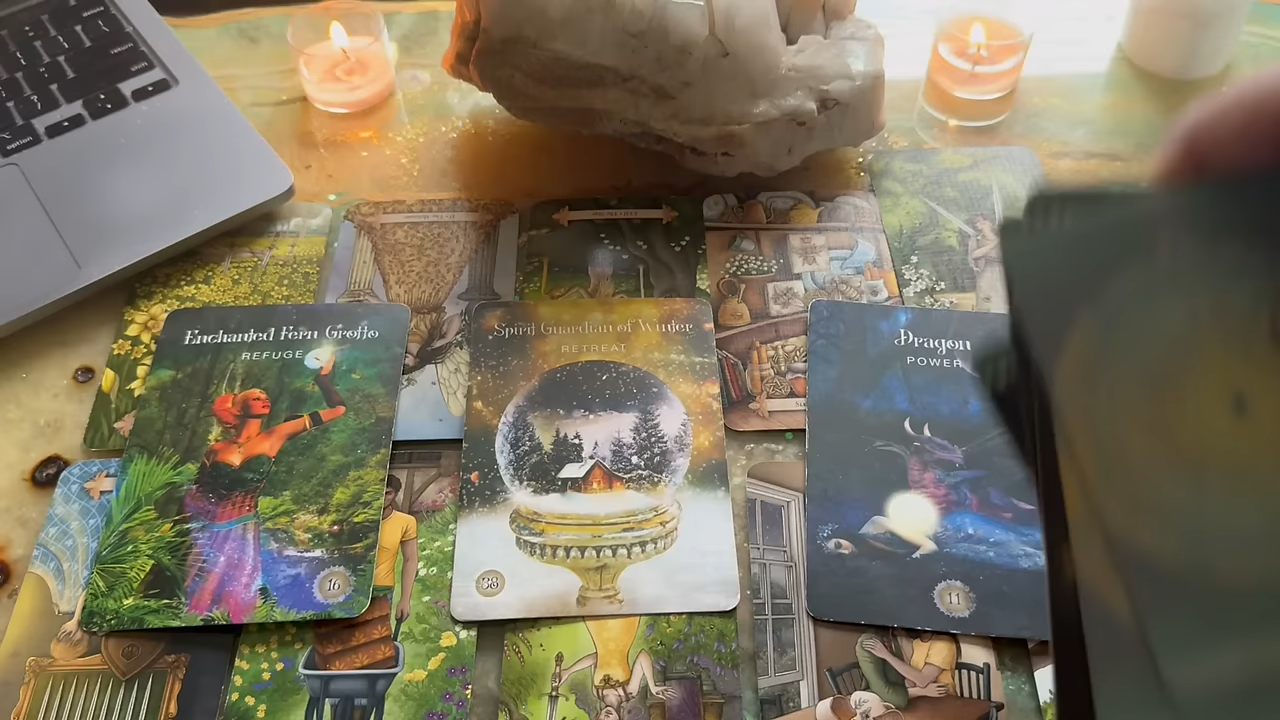 Enchanted Fern Grotto
REFUGE
16
Spirit Guardian of Winter
RETREAT
38
Dragon
POWER
11